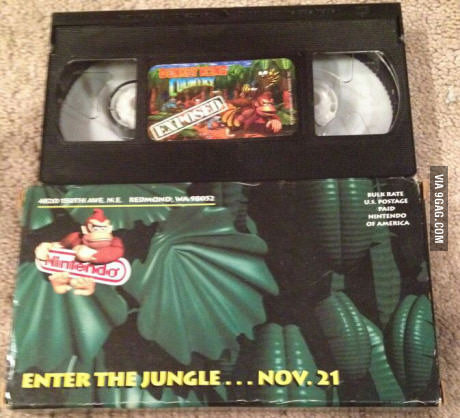 DONKEY KONG
COUNTRY
EXPOSED
4820 150TH AVE. N.E. REDMOND, WA 98052
BULK RATE
U.S. POSTAGE
PAID
NINTENDO
OF AMERICA
Nintendo
ENTER THE JUNGLE... NOV. 21
VIA 9GAG.COM